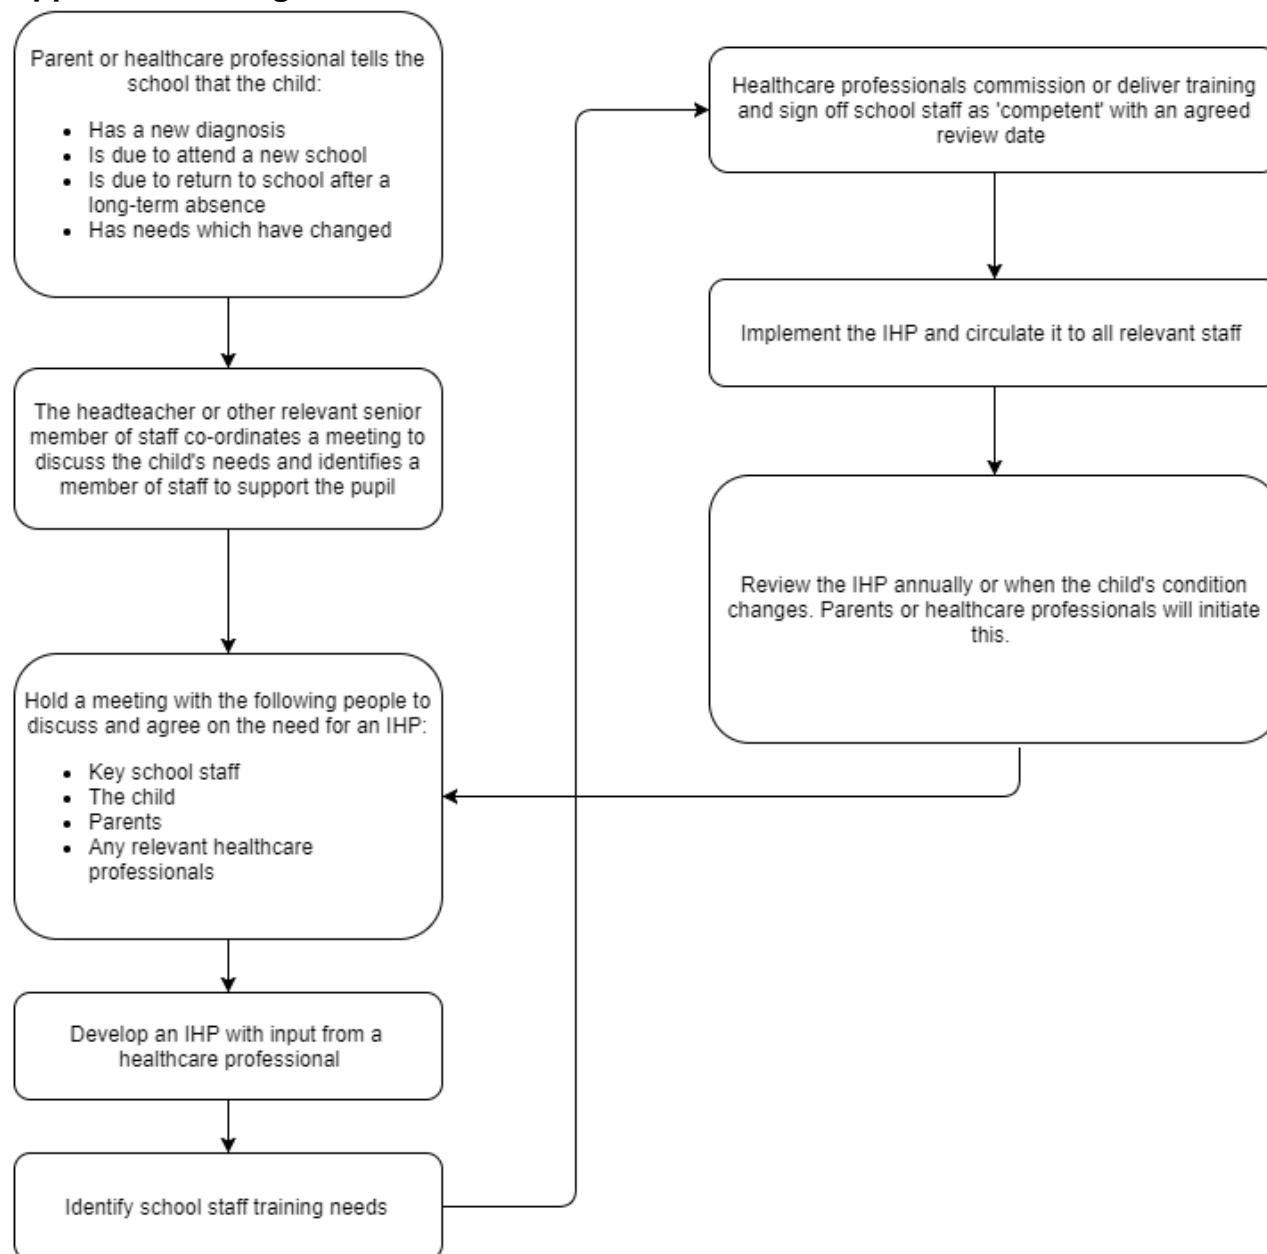 Parent or healthcare professional tells the
school that the child:
• Has a new diagnosis
• Is due to attend a new school
• Is due to return to school after a
long-term absence
• Has needs which have changed
The headteacher or other relevant senior
member of staff co-ordinates a meeting to
discuss the child's needs and identifies a
member of staff to support the pupil
Hold a meeting with the following people to
discuss and agree on the need for an IHP:
• Key school staff
• The child
• Parents
• Any relevant healthcare
professionals
Develop an IHP with input from a
healthcare professional
Identify school staff training needs
Healthcare professionals commission or deliver training
and sign off school staff as 'competent' with an agreed
review date
Implement the IHP and circulate it to all relevant staff
Review the IHP annually or when the child's condition
changes. Parents or healthcare professionals will initiate
this.